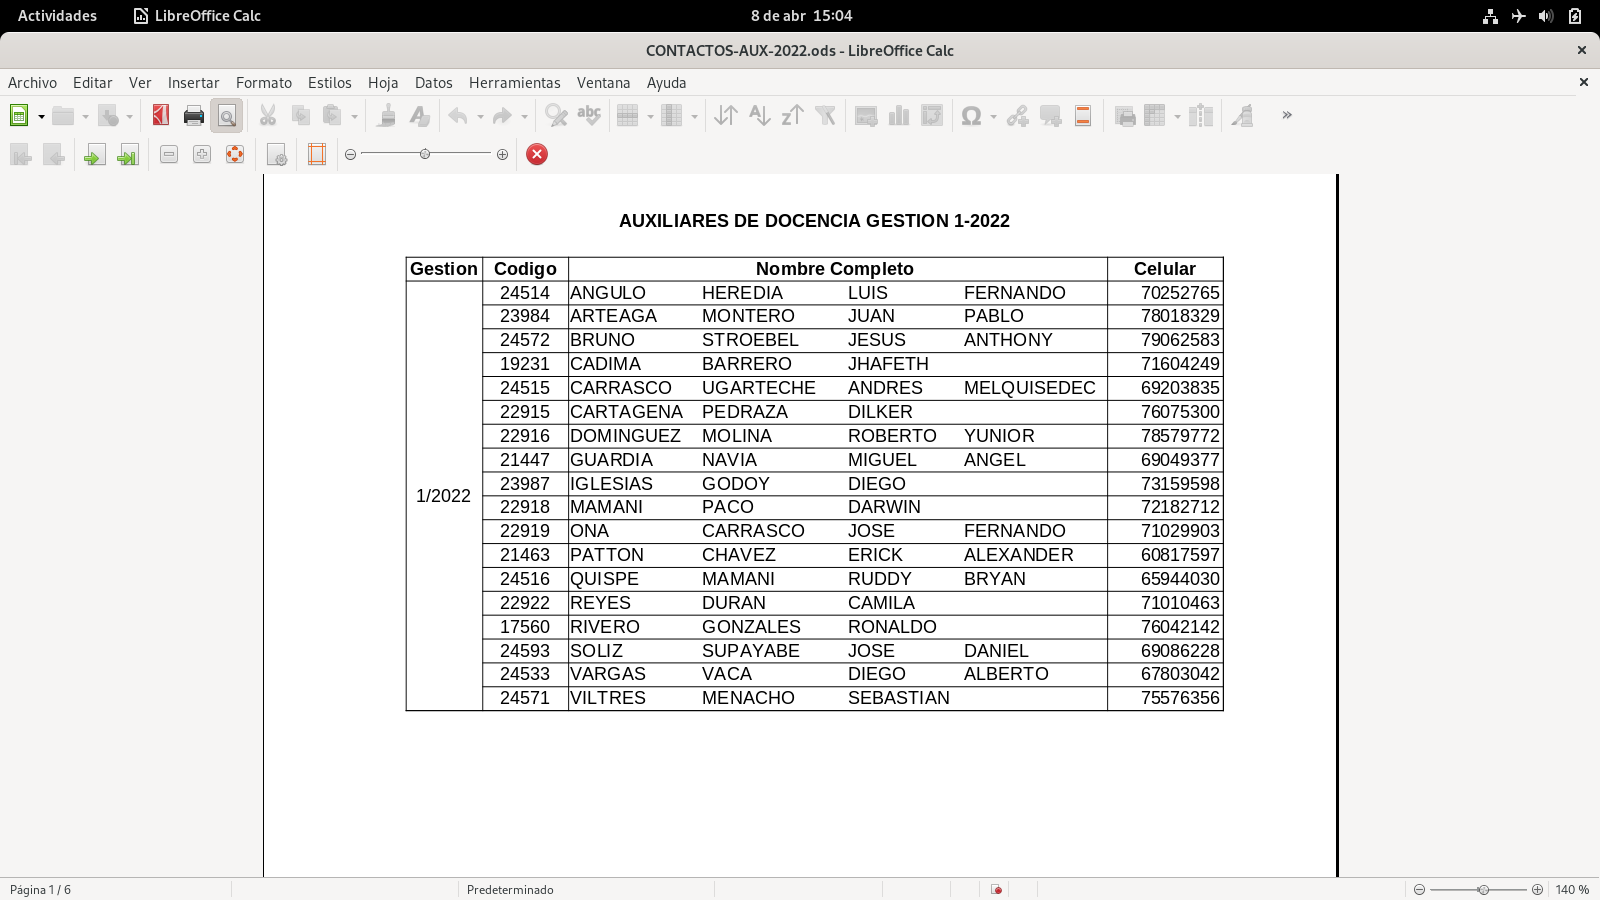 Actividades LibreOffice Calc 8 de abr 15:04
CONTACTOS-AUX-2022.ods - LibreOffice Calc
Archivo Editar Ver Insertar Formato Estilos Hoja Datos Herramientas Ventana Ayuda
AUXILIARES DE DOCENCIA GESTION 1-2022
Gestion Codigo Nombre Completo Celular
24514 ANGULO HEREDIA LUIS FERNANDO 70252765
23984 ARTEAGA MONTERO JUAN PABLO 78018329
24572 BRUNO STROEBEL JESUS ANTHONY 79062583
19231 CADIMA BARRERO JHAFETH 71604249
24515 CARRASCO UGARTECHE ANDRES MELQUISEDEC 69203835
22915 CARTAGENA PEDRAZA DILKER 76075300
22916 DOMINGUEZ MOLINA ROBERTO YUNIOR 78579772
21447 GUARDIA NAVIA MIGUEL ANGEL 69049377
23987 IGLESIAS GODOY DIEGO 73159598
1/2022
22918 MAMANI PACO DARWIN 72182712
22919 ONA CARRASCO JOSE FERNANDO 71029903
21463 PATTON CHAVEZ ERICK ALEXANDER 60817597
24516 QUISPE MAMANI RUDDY BRYAN 65944030
22922 REYES DURAN CAMILA 71010463
17560 RIVERO GONZALES RONALDO 76042142
24593 SOLIZ SUPAYABE JOSE DANIEL 69086228
24533 VARGAS VACA DIEGO ALBERTO 67803042
24571 VILTRES MENACHO SEBASTIAN 75576356
Página 1 / 6 Predeterminado 140 %